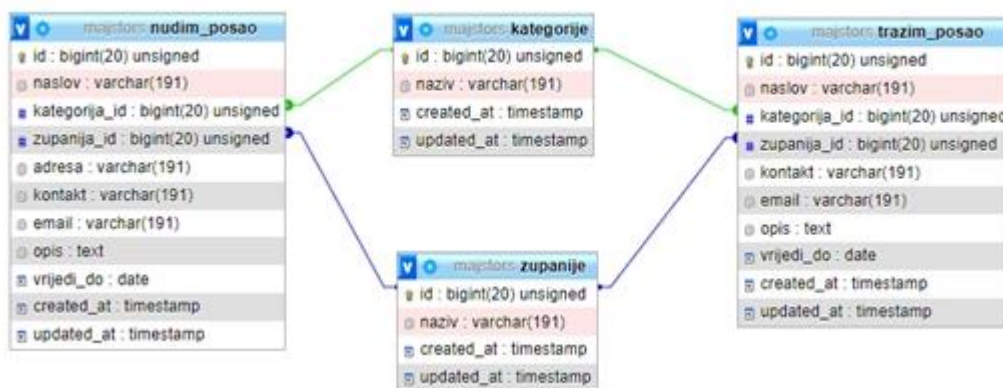 majstors nudim_posao
id : bigint(20) unsigned
naslov : varchar(191)
kategorija_id : bigint(20) unsigned
zupanija_id : bigint(20) unsigned
adresa : varchar(191)
kontakt : varchar(191)
email : varchar(191)
opis : text
vrijedi_do : date
created_at : timestamp
updated_at : timestamp
majstors kategorije
id : bigint(20) unsigned
naziv : varchar(191)
created_at : timestamp
updated_at : timestamp
majstors zupanije
id : bigint(20) unsigned
naziv : varchar(191)
created_at : timestamp
updated_at : timestamp
majstors trazim_posao
id : bigint(20) unsigned
naslov : varchar(191)
kategorija_id : bigint(20) unsigned
zupanija_id : bigint(20) unsigned
kontakt : varchar(191)
email : varchar(191)
opis : text
vrijedi_do : date
created_at : timestamp
updated_at : timestamp